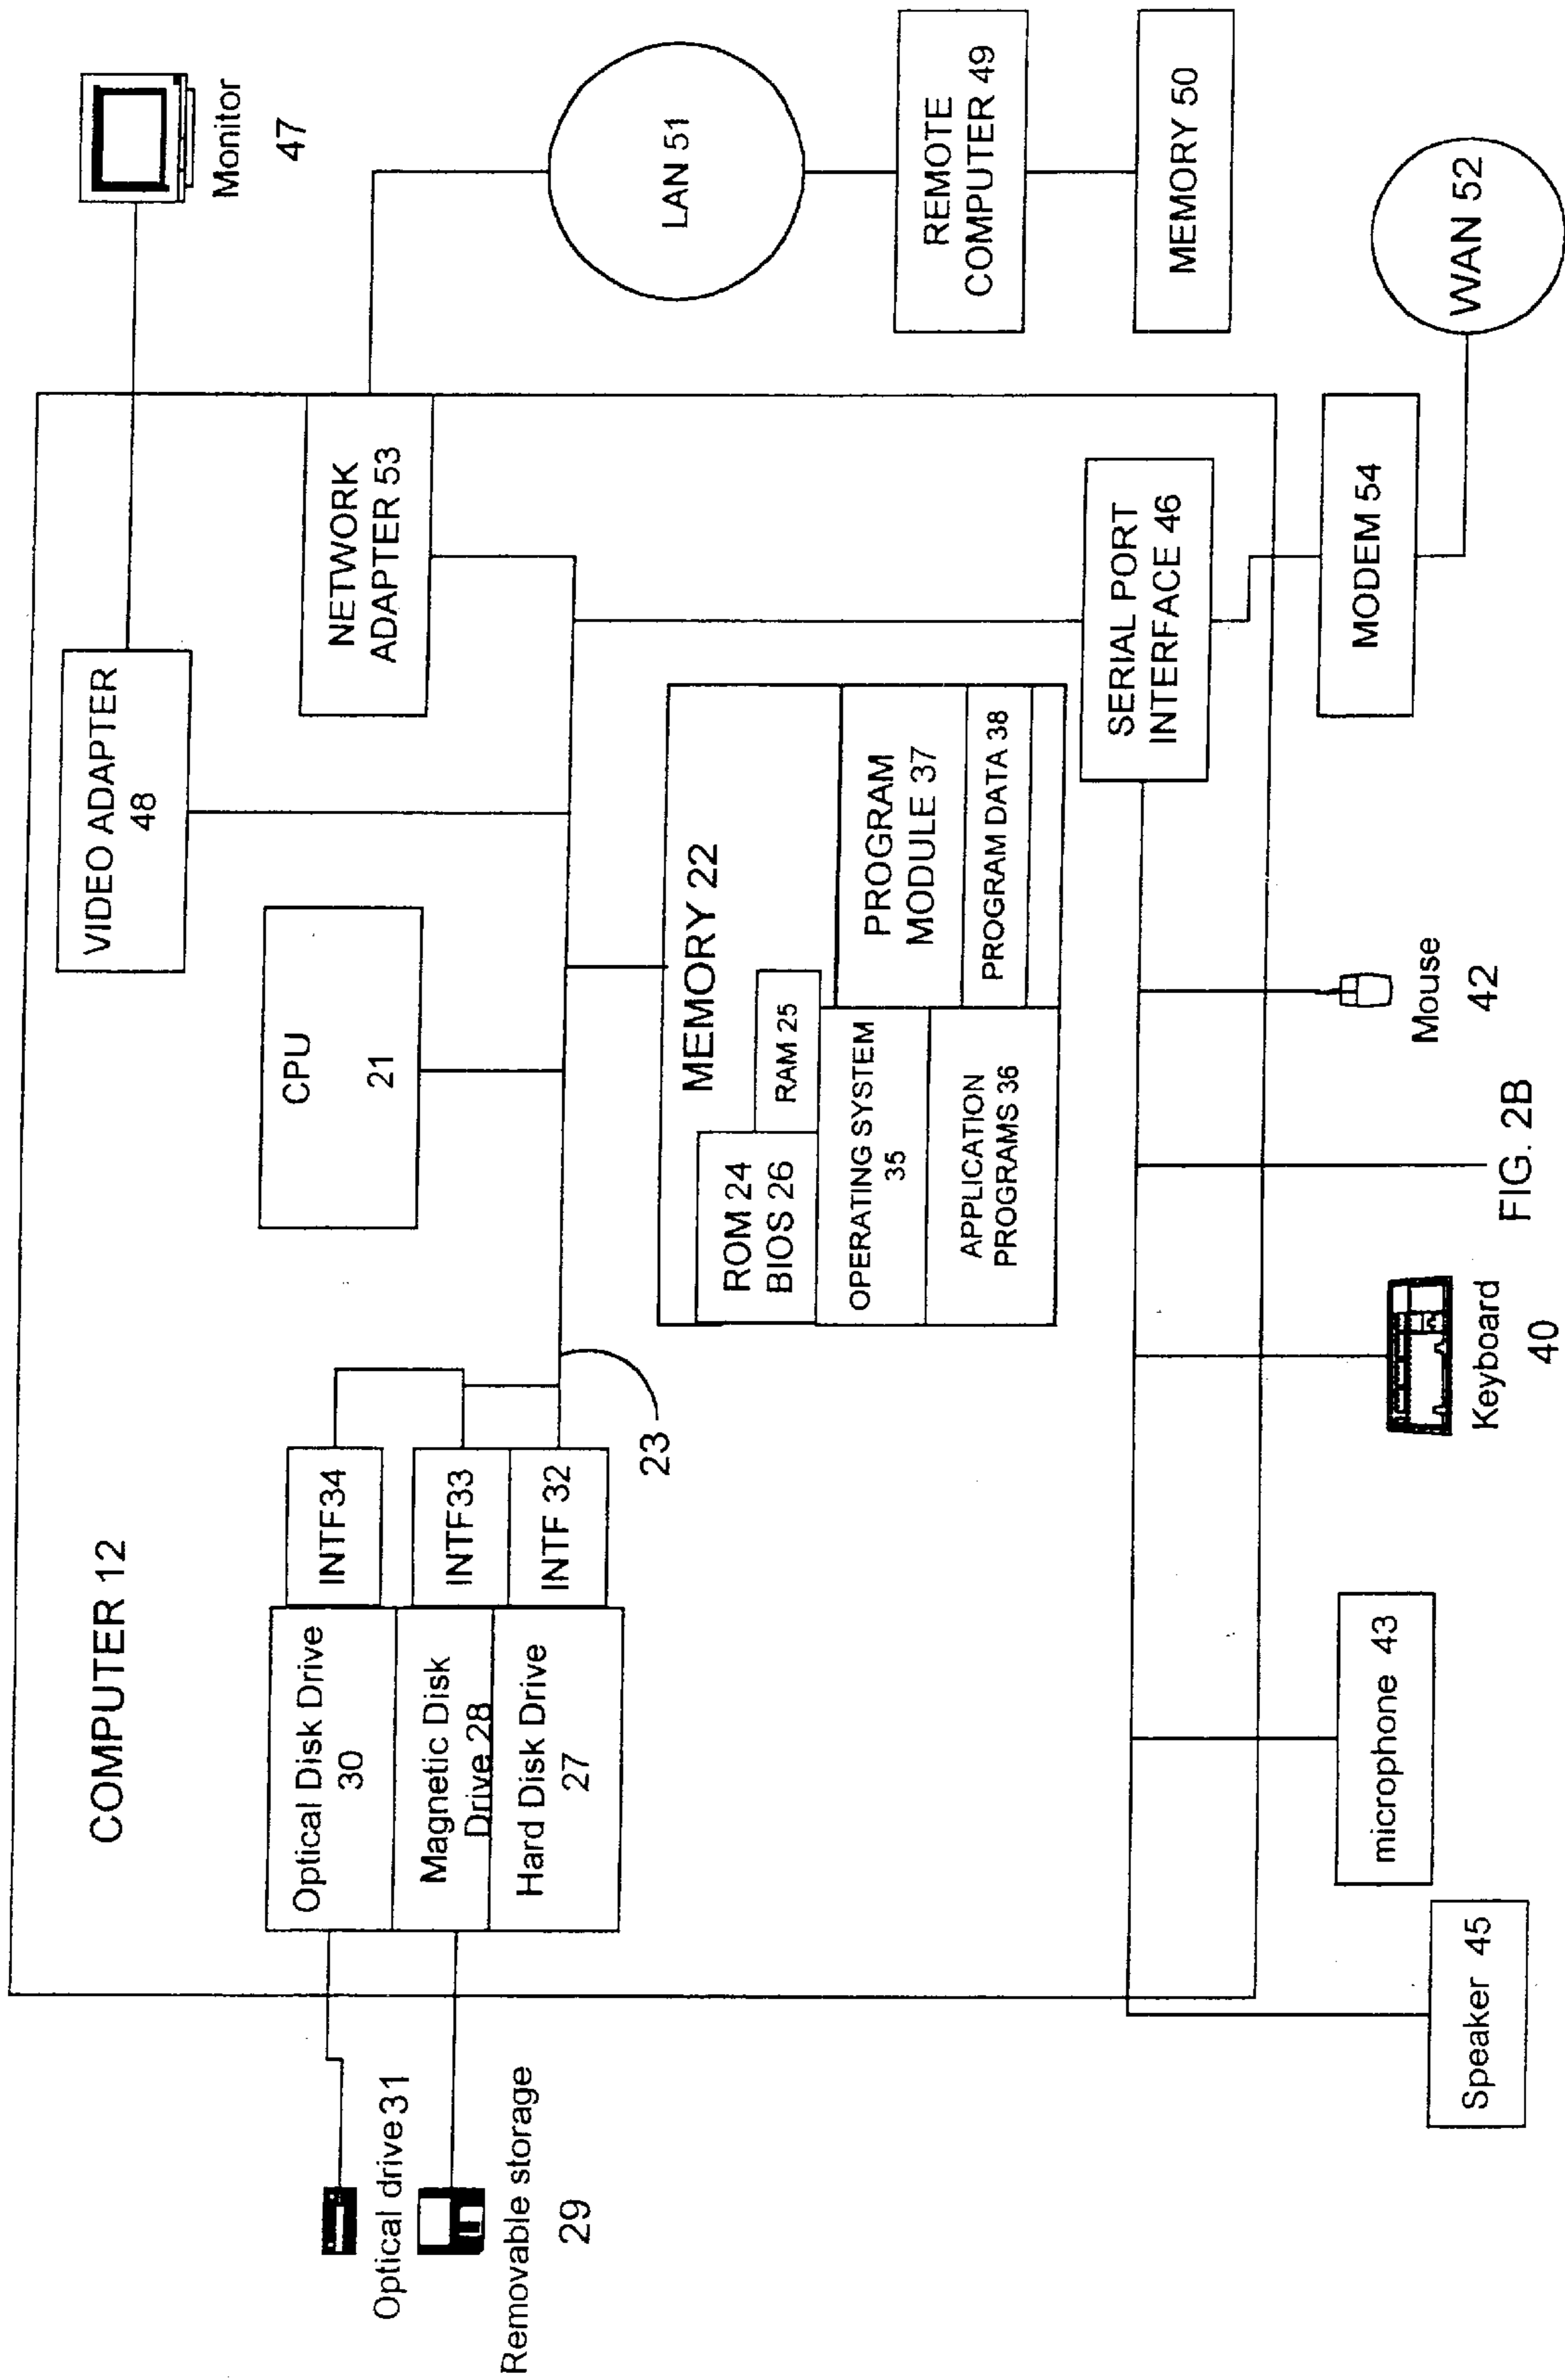 COMPUTER 12
VIDEO ADAPTER
48
Monitor
47
CPU
21
NETWORK
ADAPTER 53
Optical Disk Drive
30
Magnetic Disk
Drive 28
Hard Disk Drive
27
INTF34
INTF33
INTF 32
23
Optical drive31
Removable storage
29
MEMORY 22
ROM 24
BIOS 26
RAM 25
OPERATING SYSTEM
35
APPLICATION
PROGRAMS 36
PROGRAM
MODULE 37
PROGRAM DATA 38
LAN 51
REMOTE
COMPUTER 49
MEMORY 50
SERIAL PORT
INTERFACE 46
MODEM 54
WAN 52
Speaker 45
microphone 43
Keyboard
40
Mouse
42
FIG. 2B